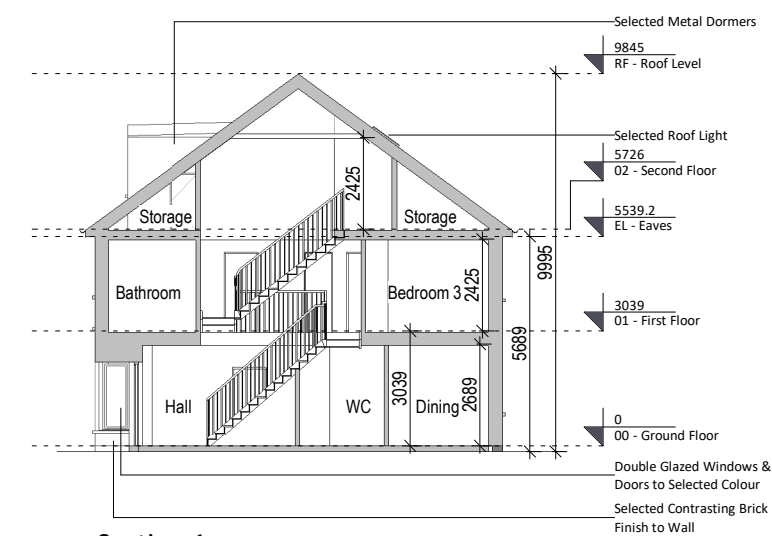 Selected Metal Dormers
9845
RF - Roof Level
Selected Roof Light
5726
02 - Second Floor
2425
Storage
Storage
5539.2
EL - Eaves
9995
Bathroom
Bedroom 3
2425
3039
01 - First Floor
5689
Hall
WC
3039
Dining
2689
0
00 - Ground Floor
Double Glazed Windows &
Doors to Selected Colour
Selected Contrasting Brick
Finish to Wall